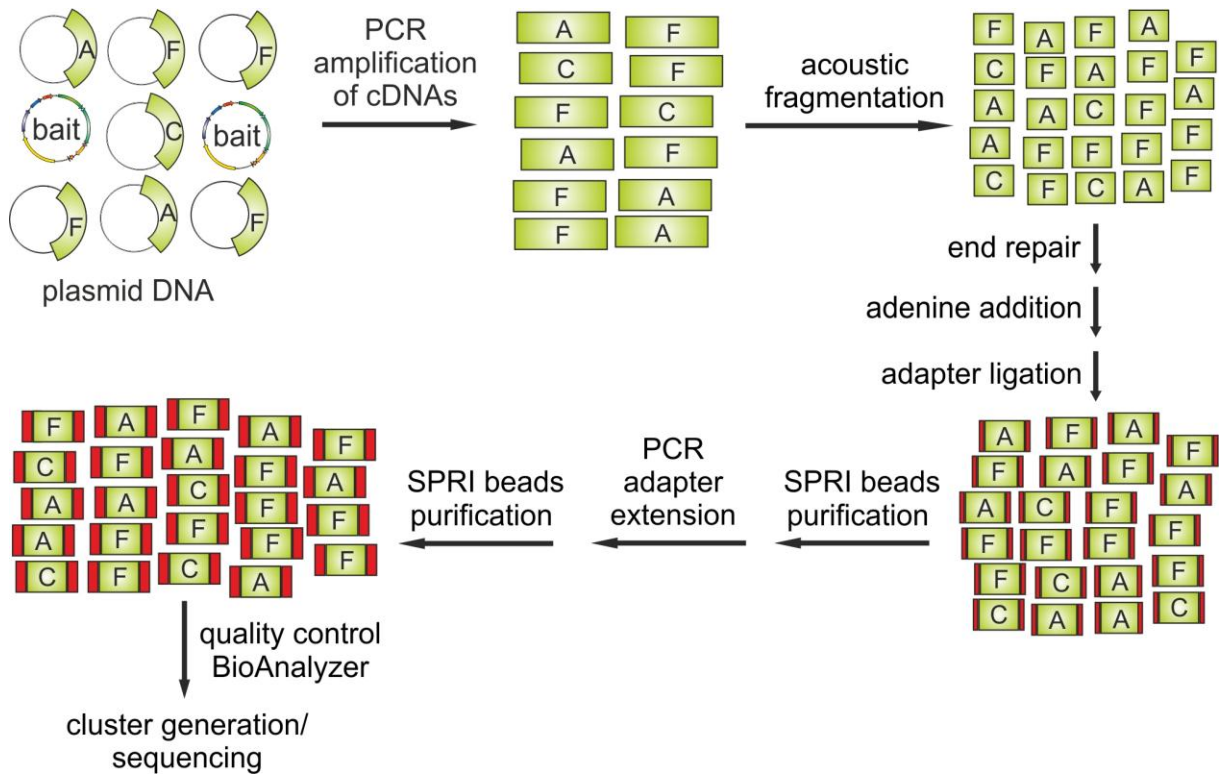 A F F
bait C bait
F A F
plasmid DNA
PCR
amplification
of cDNAs
A F
C F
F C
A F
F A
F A
acoustic
fragmentation
F A F A
C F A F F
A A C F A
A F F F F
C F C A F
end repair
adenine addition
adapter ligation
A F A F
F A F A
A C F F
F F F F
F C A C
C A A
SPRI beads
purification
PCR
adapter
extension
SPRI beads
purification
F A F A F
C F A F A
A A C F F
A F F F F
C F C A
quality control
BioAnalyzer
cluster generation/
sequencing